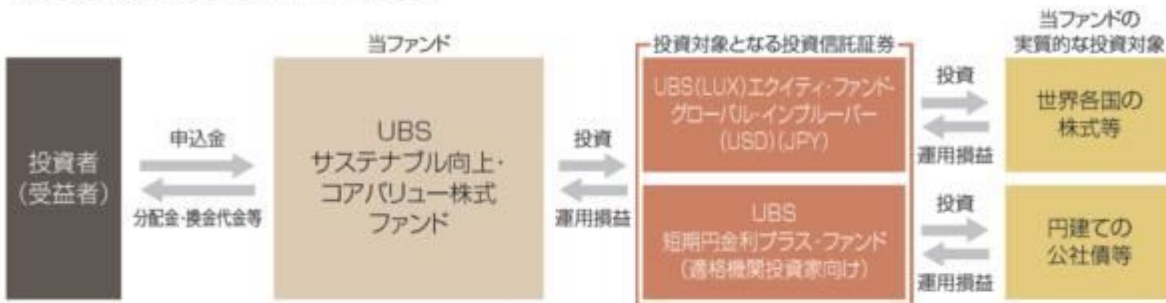 当ファンド
投資対象となる投資信託証券
当ファンドの
実質的な投資対象
投資者
(受益者)
申込金
分配金・換金代金等
UBS
サステナブル向上・
コアバリュー株式
ファンド
投資
運用損益
UBS(LUX)エクイティ・ファンド-
グローバル・インプルーバー
(USD)(JPY)
投資
運用損益
世界各国の
株式等
UBS
短期円金利プラス・ファンド
(適格機関投資家向け)
投資
運用損益
円建ての
公社債等